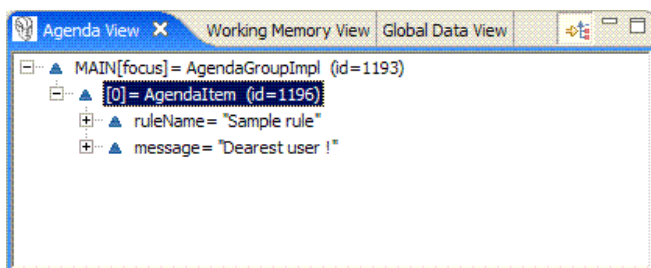 Agenda View Working Memory View Global Data View
MAIN[focus]= AgendaGroupImpl (id=1193)
[0]= AgendaItem (id=1196)
ruleName= "Sample rule"
message= "Dearest user !"